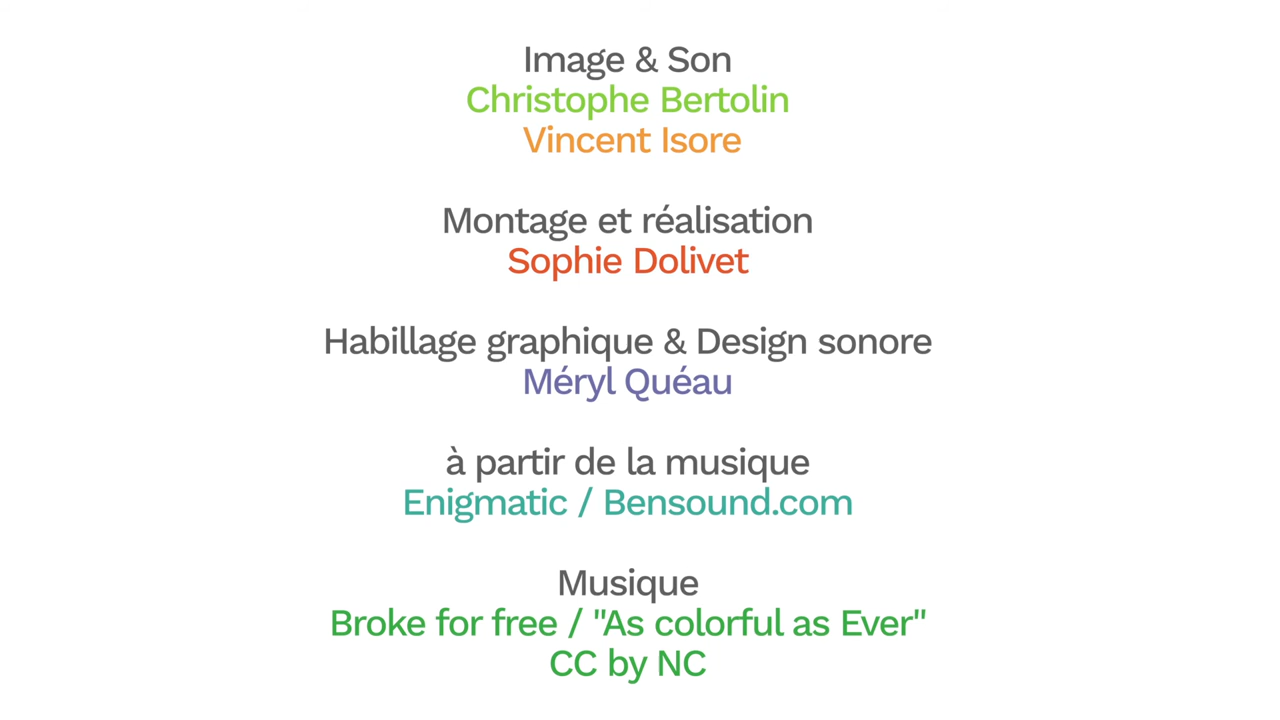 Image & Son
Christophe Bertolin
Vincent Isore
Montage et réalisation
Sophie Dolivet
Habillage graphique & Design sonore
Méryl Quéau
à partir de la musique
Enigmatic / Bensound.com
Musique
Broke for free / "As colorful as Ever"
CC by NC